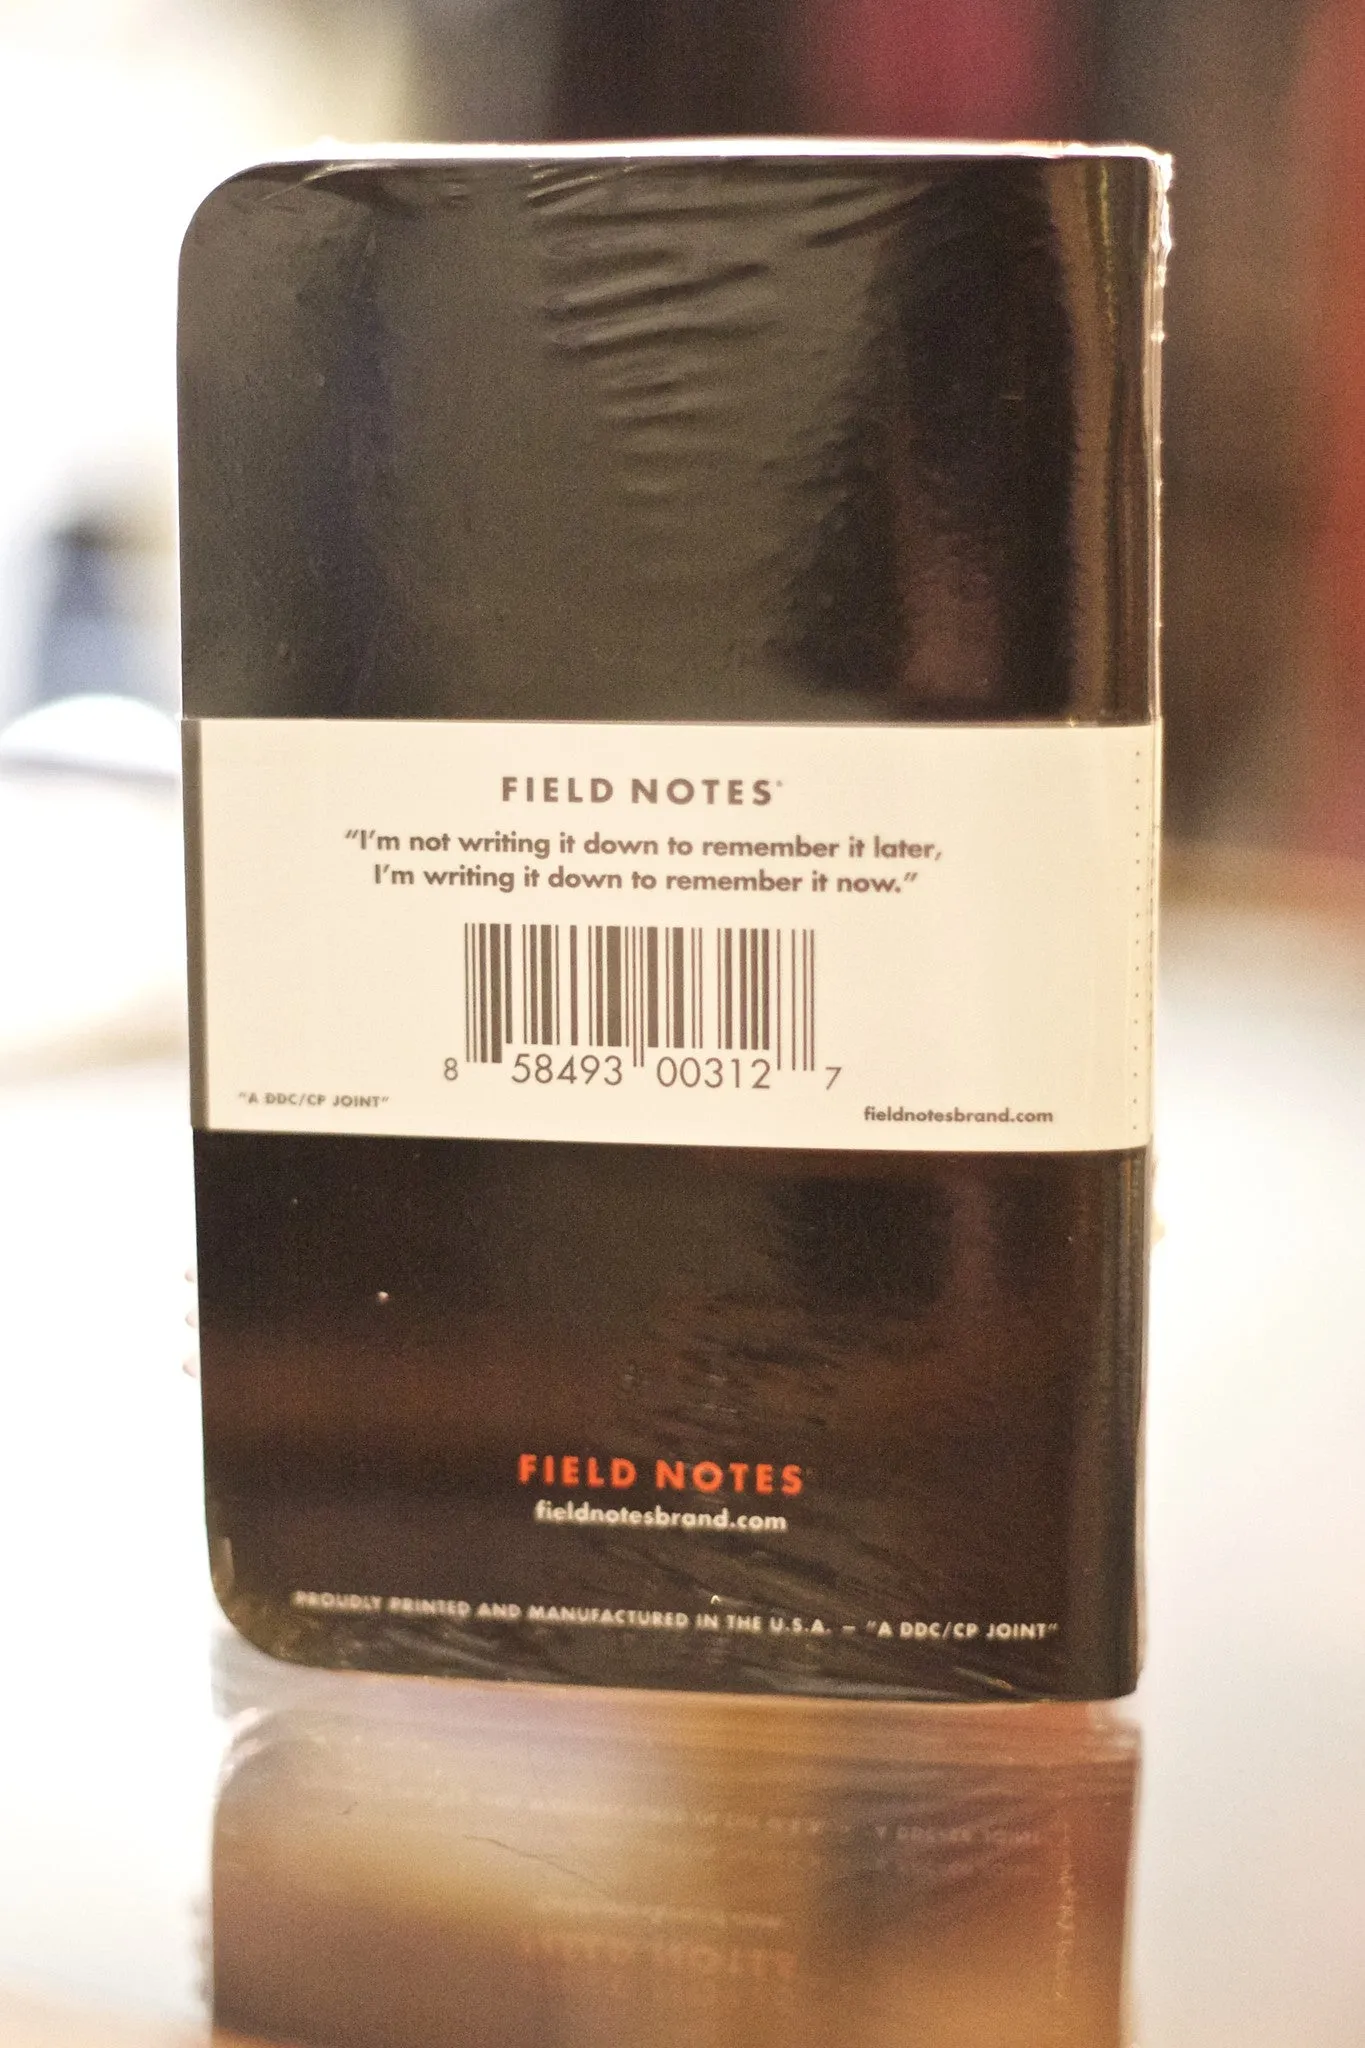 FIELD NOTES
“I’m not writing it down to remember it later,
I’m writing it down to remember it now.”
8 58493 00312 7
“A DDC/CP JOINT”
fieldnotesbrand.com
FIELD NOTES
fieldnotesbrand.com
PROUDLY PRINTED AND MANUFACTURED IN THE U.S.A. – “A DDC/CP JOINT”